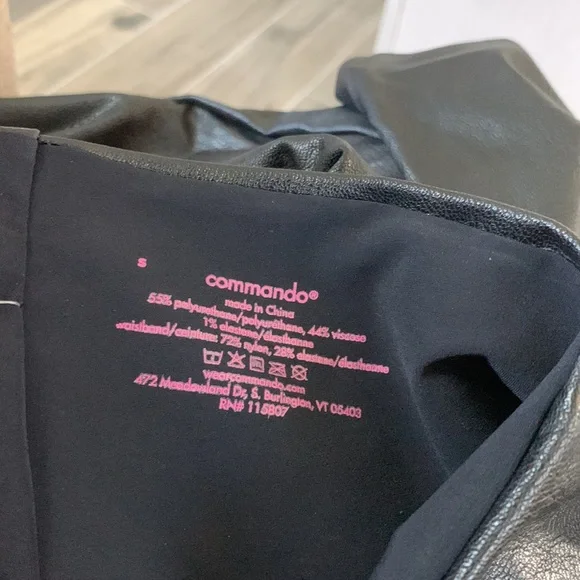 S
commando®
made in China
55% polyurethane/polyuréthane, 44% viscose
1% elastane/élasthanne
waistband/ceinture: 72% nylon, 28% elastane/élasthanne
wearcommando.com
472 Meadowland Dr, S. Burlington, VT 05403
RN# 115807